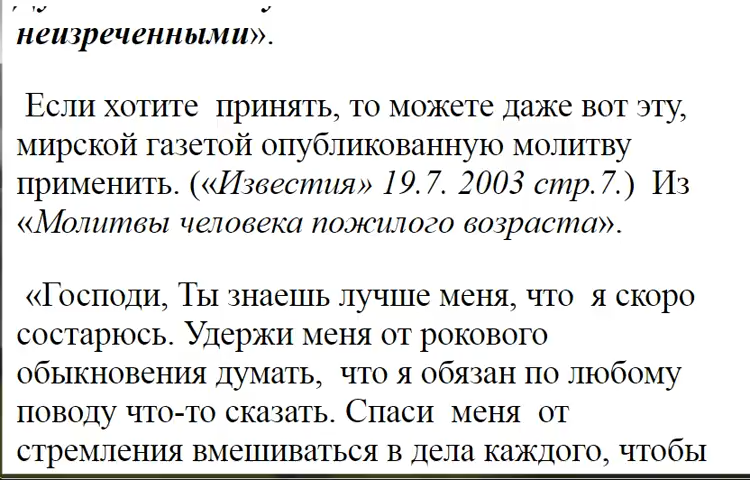 неизреченными».
Если хотите принять, то можете даже вот эту,
мирской газетой опубликованную молитву
применить. («Известия» 19.7. 2003 стр.7.) Из
«Молитвы человека пожилого возраста».
«Господи, Ты знаешь лучше меня, что я скоро
состарюсь. Удержи меня от рокового
обыкновения думать, что я обязан по любому
поводу что-то сказать. Спаси меня от
стремления вмешиваться в дела каждого, чтобы